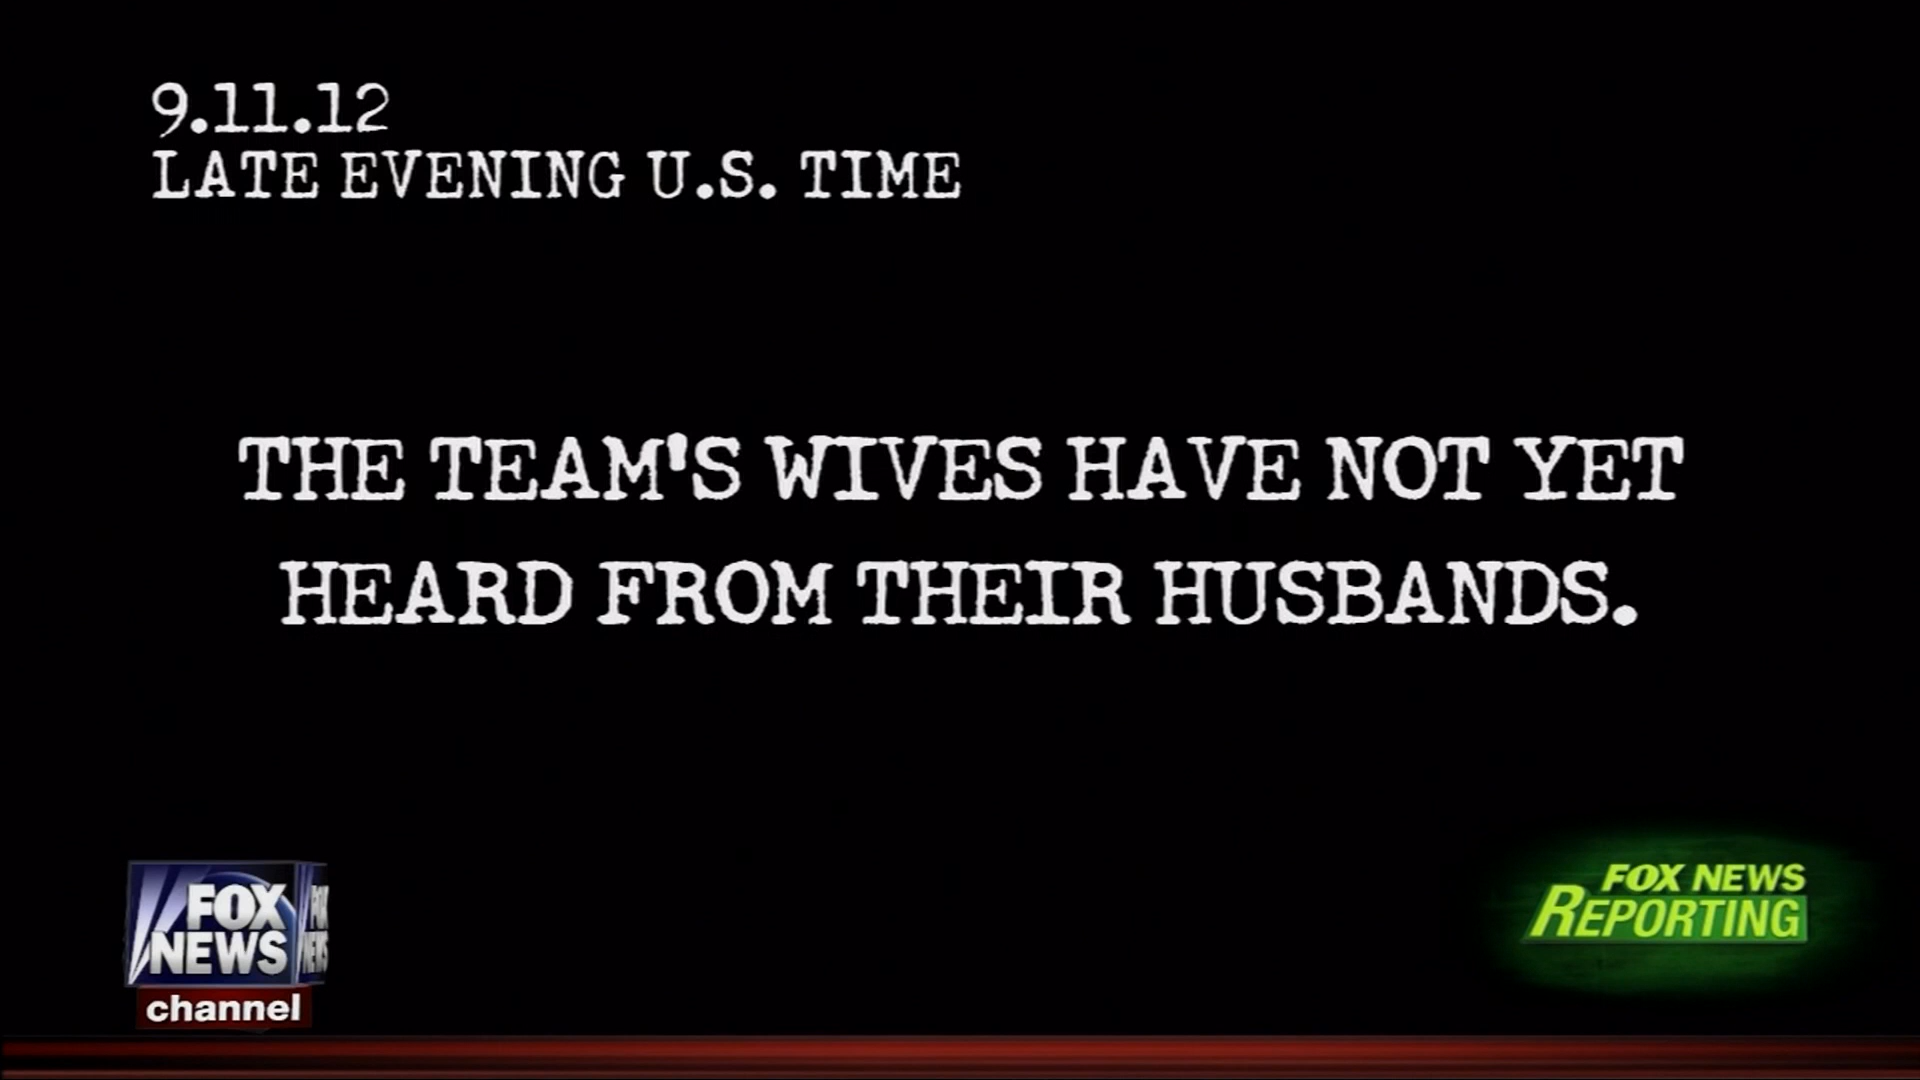 9.11.12
LATE EVENING U.S. TIME
THE TEAM'S WIVES HAVE NOT YET
HEARD FROM THEIR HUSBANDS.
FOX
NEWS
channel
FOX NEWS
REPORTING